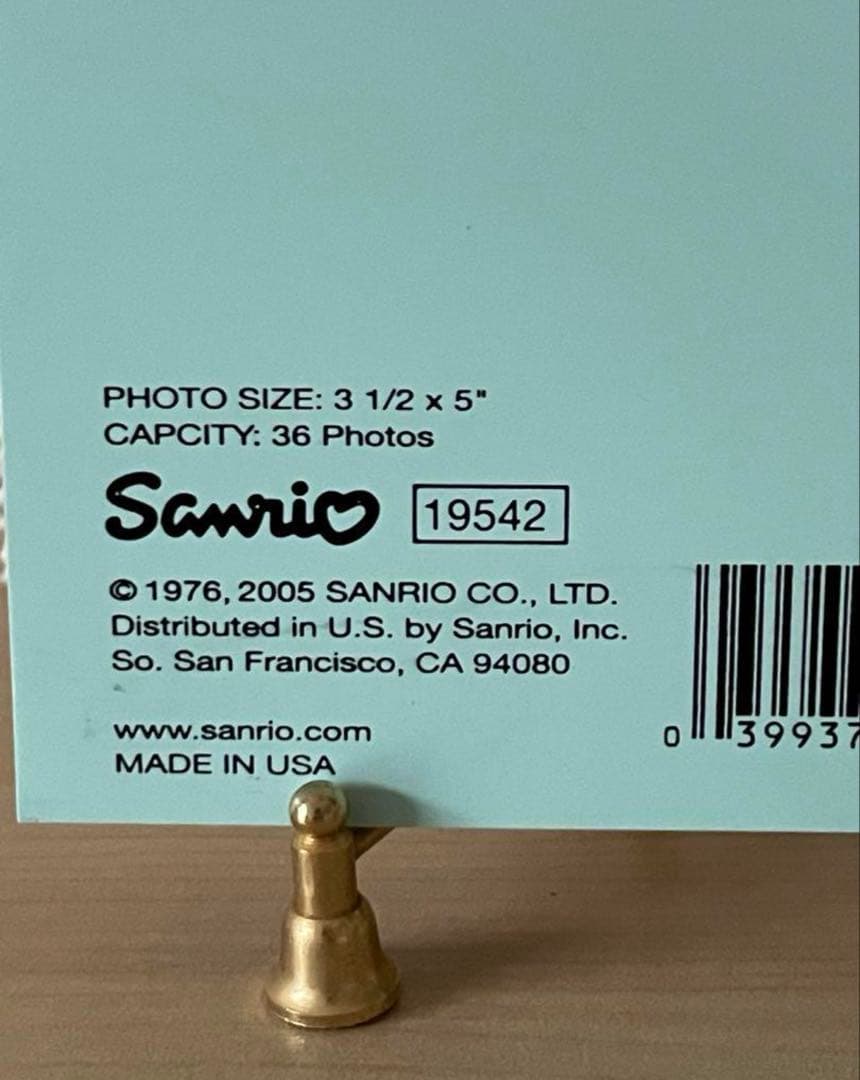 PHOTO SIZE: 3 1/2 x 5"
CAPCITY: 36 Photos
Sanrio 19542
© 1976, 2005 SANRIO CO., LTD.
Distributed in U.S. by Sanrio, Inc.
So. San Francisco, CA 94080
www.sanrio.com
MADE IN USA
0 39937